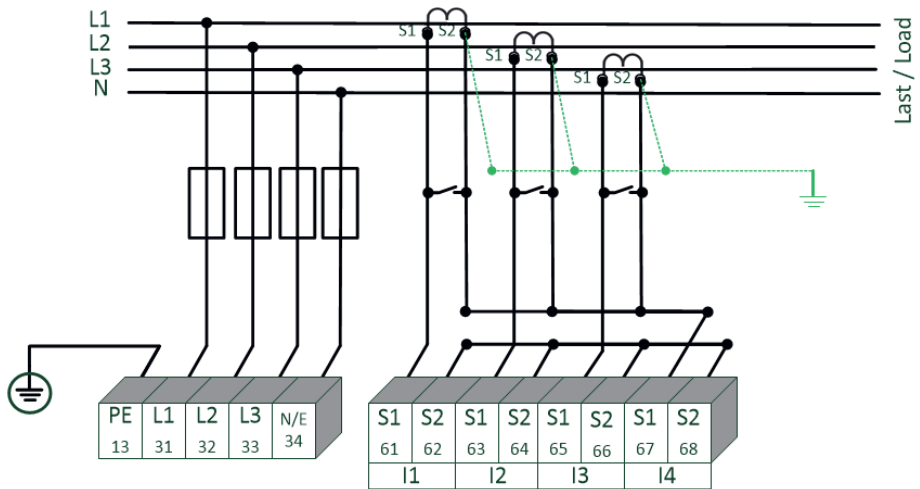 L1
L2
L3
N
S1 S2
S1 S2
S1 S2
Last / Load
PE L1 L2 L3 N/E
13 31 32 33 34
S1 S2 S1 S2 S1 S2 S1 S2
61 62 63 64 65 66 67 68
I1 I2 I3 I4